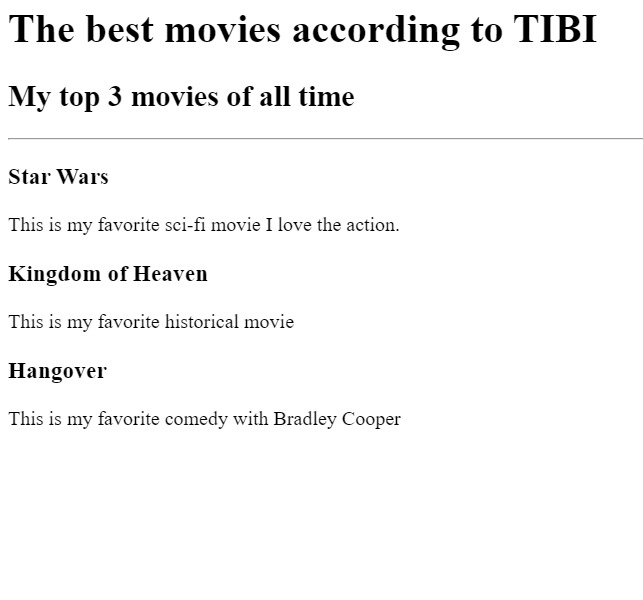 The best movies according to TIBI
My top 3 movies of all time
Star Wars
This is my favorite sci-fi movie I love the action.
Kingdom of Heaven
This is my favorite historical movie
Hangover
This is my favorite comedy with Bradley Cooper